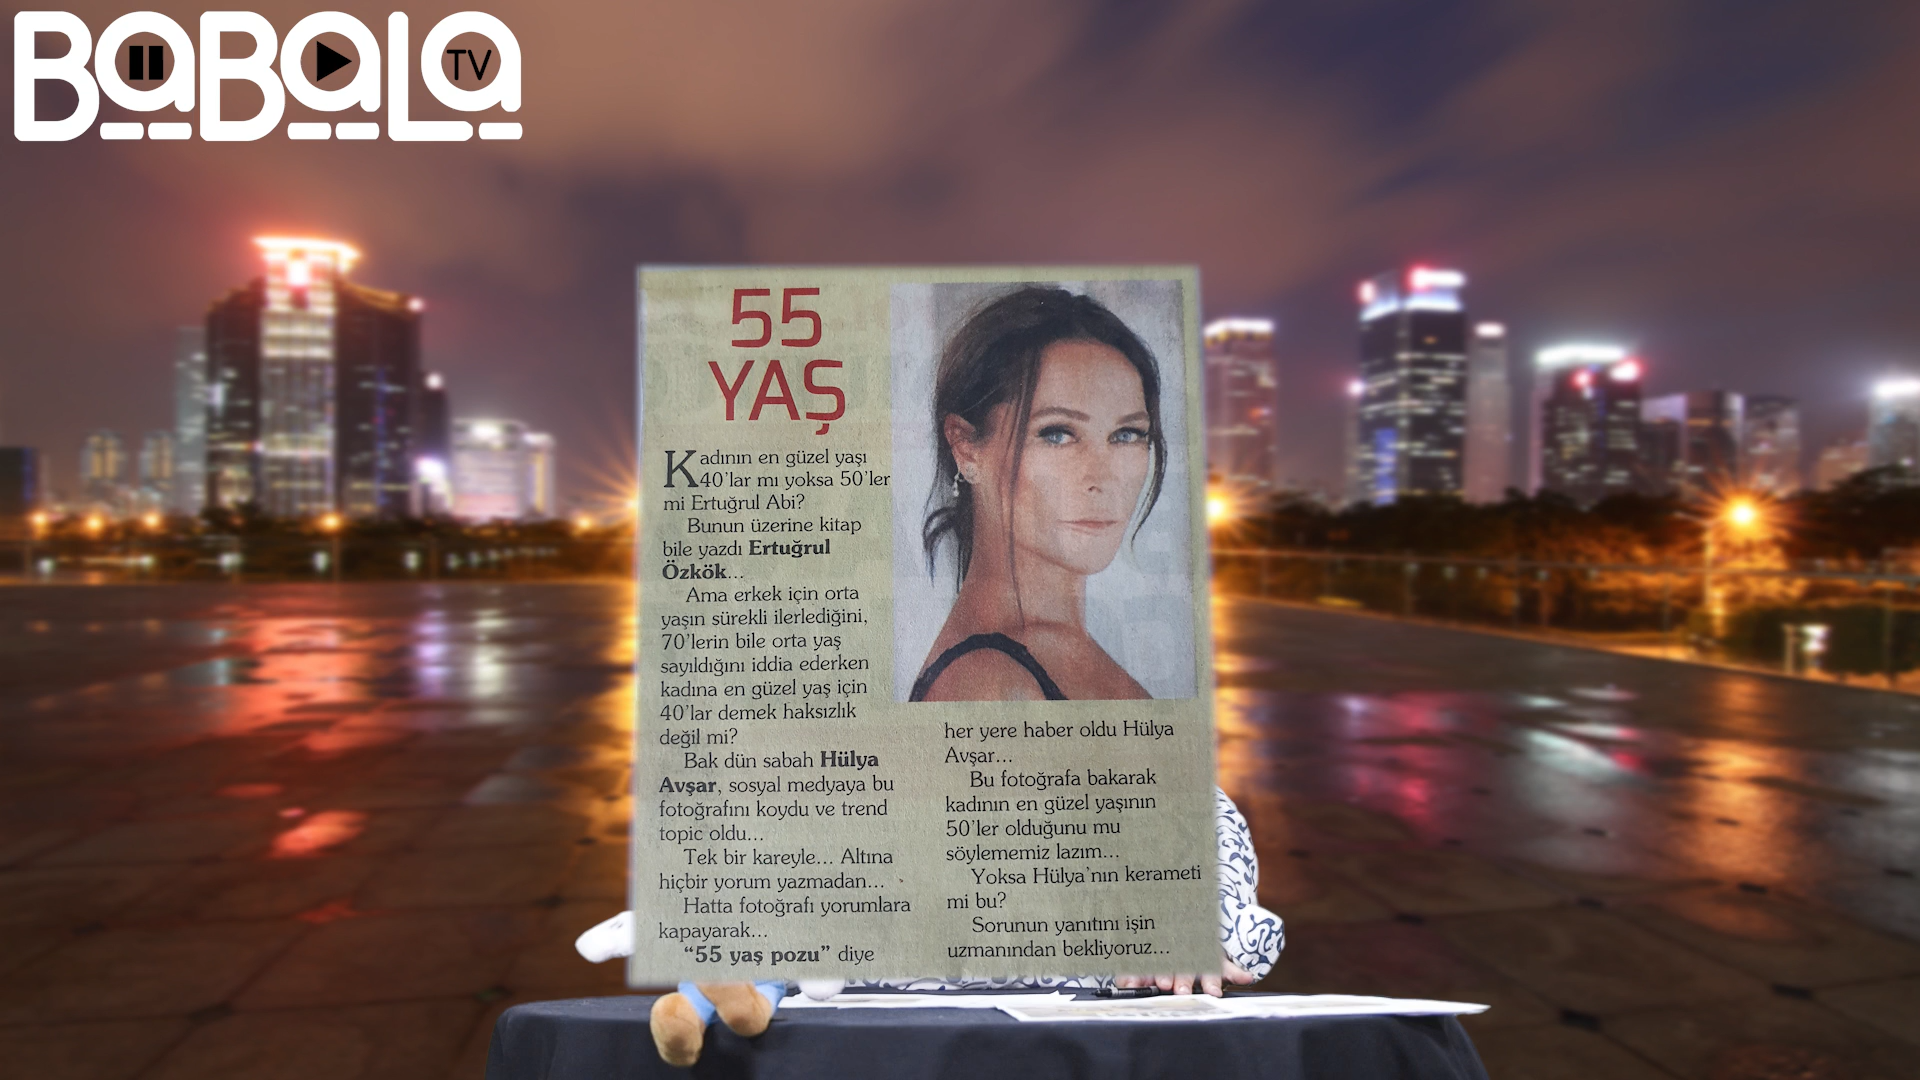 BaBaLa TV
55
YAŞ
Kadının en güzel yaşı
40'lar mı yoksa 50'ler
mi Ertuğrul Abi?
Bunun üzerine kitap
bile yazdı Ertuğrul
Özkök...
Ama erkek için orta
yaşın sürekli ilerlediğini,
70'lerin bile orta yaş
sayıldığını iddia ederken
kadına en güzel yaş için
40'lar demek haksızlık
değil mi?
Bak dün sabah Hülya
Avşar, sosyal medyaya bu
fotoğrafını koydu ve trend
topic oldu...
Tek bir kareyle... Altına
hiçbir yorum yazmadan...
Hatta fotoğrafı yorumlara
kapayarak...
"55 yaş pozu" diye
her yere haber oldu Hülya
Avşar...
Bu fotoğrafa bakarak
kadının en güzel yaşının
50'ler olduğunu mu
söylememiz lazım...
Yoksa Hülya'nın kerameti
mi bu?
Sorunun yanıtını işin
uzmanından bekliyoruz...